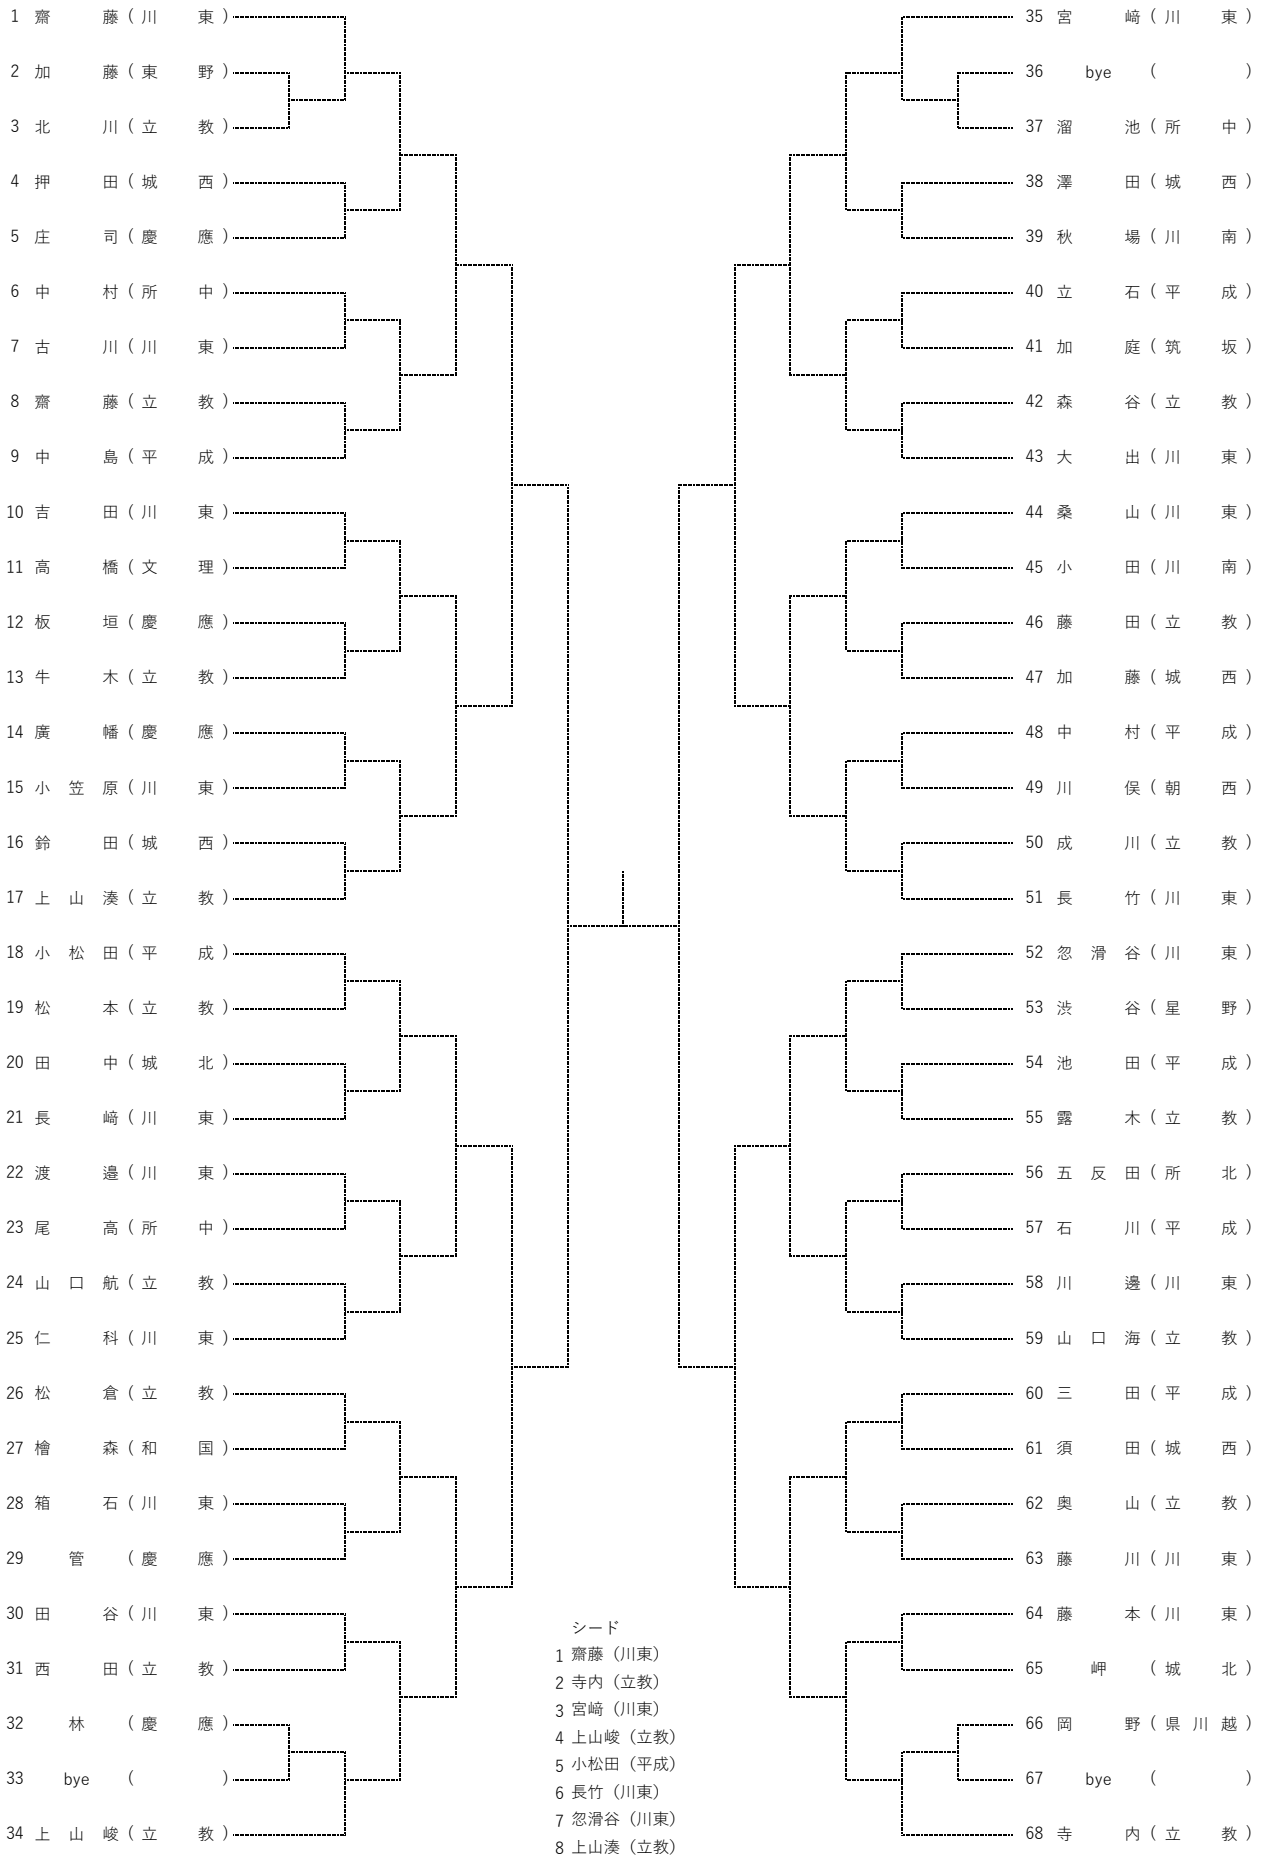 1 齋藤(川東)
2 加藤(東野)
3 北川(立教)
4 押田(城西)
5 庄司(慶應)
6 中村(所中)
7 古川(川東)
8 齋藤(立教)
9 中島(平成)
10 吉田(川東)
11 高橋(文理)
12 板垣(慶應)
13 牛木(立教)
14 廣幡(慶應)
15 小笠原(川東)
16 鈴田(城西)
17 上山湊(立教)
18 小松田(平成)
19 松本(立教)
20 田中(城北)
21 長﨑(川東)
22 渡邉(川東)
23 尾高(所中)
24 山口航(立教)
25 仁科(川東)
26 松倉(立教)
27 檜森(和国)
28 箱石(川東)
29 管(慶應)
30 田谷(川東)
31 西田(立教)
32 林(慶應)
33 bye( )
34 上山峻(立教)
35 宮﨑(川東)
36 bye( )
37 溜池(所中)
38 澤田(城西)
39 秋場(川南)
40 立石(平成)
41 加庭(筑坂)
42 森谷(立教)
43 大出(川東)
44 桑山(川東)
45 小田(川南)
46 藤田(立教)
47 加藤(城西)
48 中村(平成)
49 川俣(朝西)
50 成川(立教)
51 長竹(川東)
52 忽滑谷(川東)
53 渋谷(星野)
54 池田(平成)
55 露木(立教)
56 五反田(所北)
57 石川(平成)
58 川邊(川東)
59 山口海(立教)
60 三田(平成)
61 須田(城西)
62 奥山(立教)
63 藤川(川東)
64 藤本(川東)
65 岬(城北)
66 岡野(県川越)
67 bye( )
68 寺内(立教)
シード
1 齋藤(川東)
2 寺内(立教)
3 宮﨑(川東)
4 上山峻(立教)
5 小松田(平成)
6 長竹(川東)
7 忽滑谷(川東)
8 上山湊(立教)